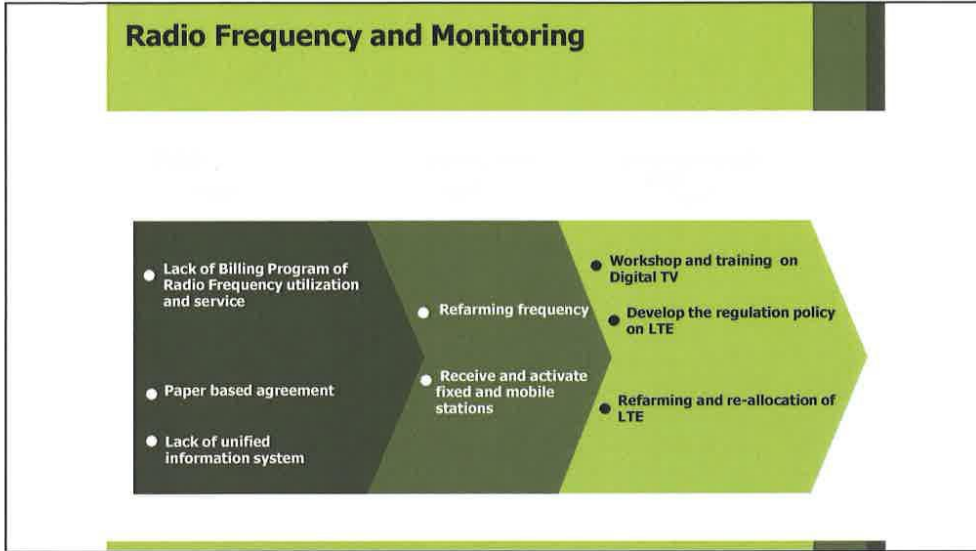 Radio Frequency and Monitoring
● Lack of Billing Program of
Radio Frequency utilization
and service
● Paper based agreement
● Lack of unified
information system
● Refarming frequency
● Receive and activate
fixed and mobile
stations
● Workshop and training on
Digital TV
● Develop the regulation policy
on LTE
● Refarming and re-allocation of
LTE